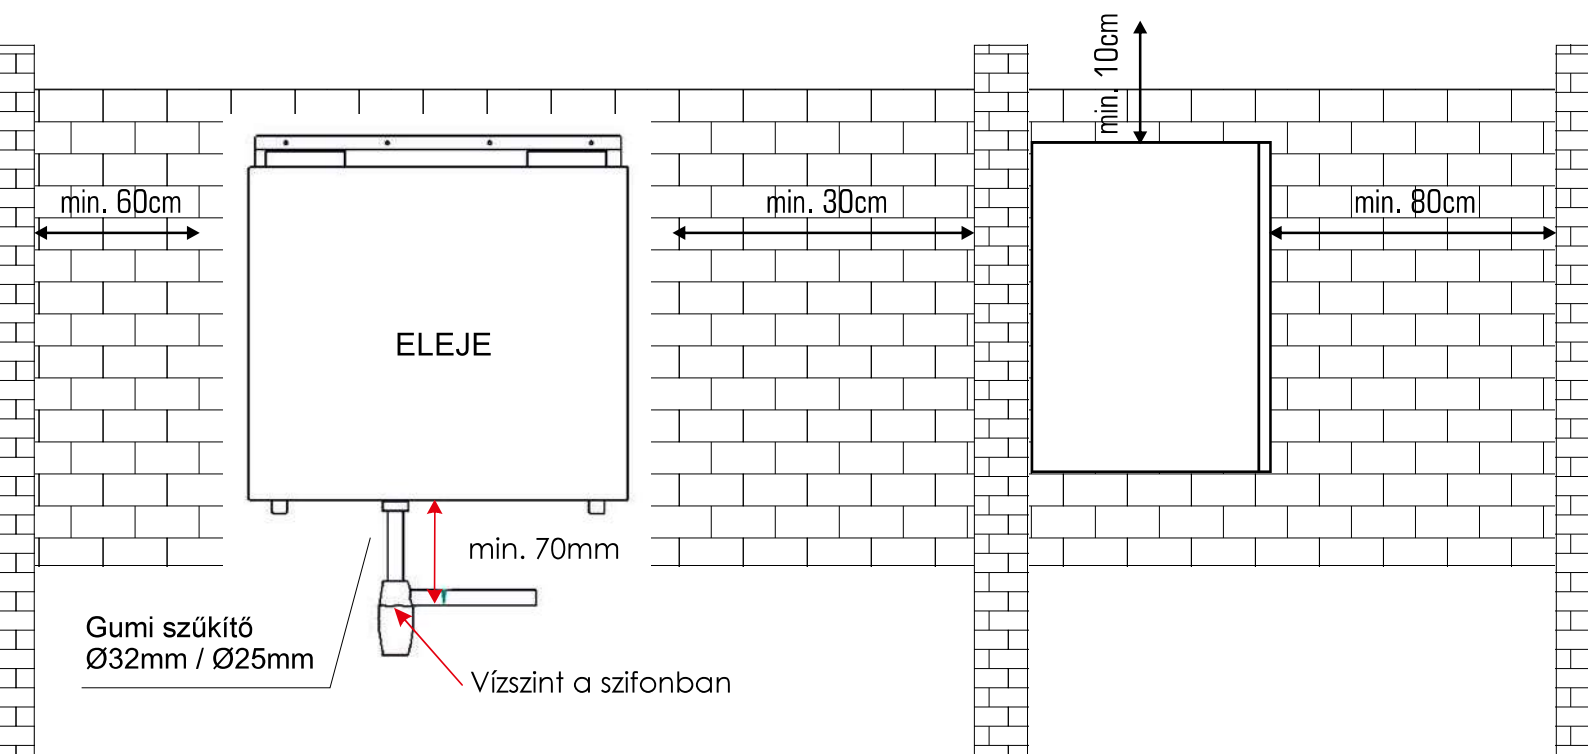 min. 10cm
min. 60cm
min. 30cm
min. 80cm
ELEJE
min. 70mm
Gumi szűkítő
Ø32mm / Ø25mm
Vízszint a szifonban